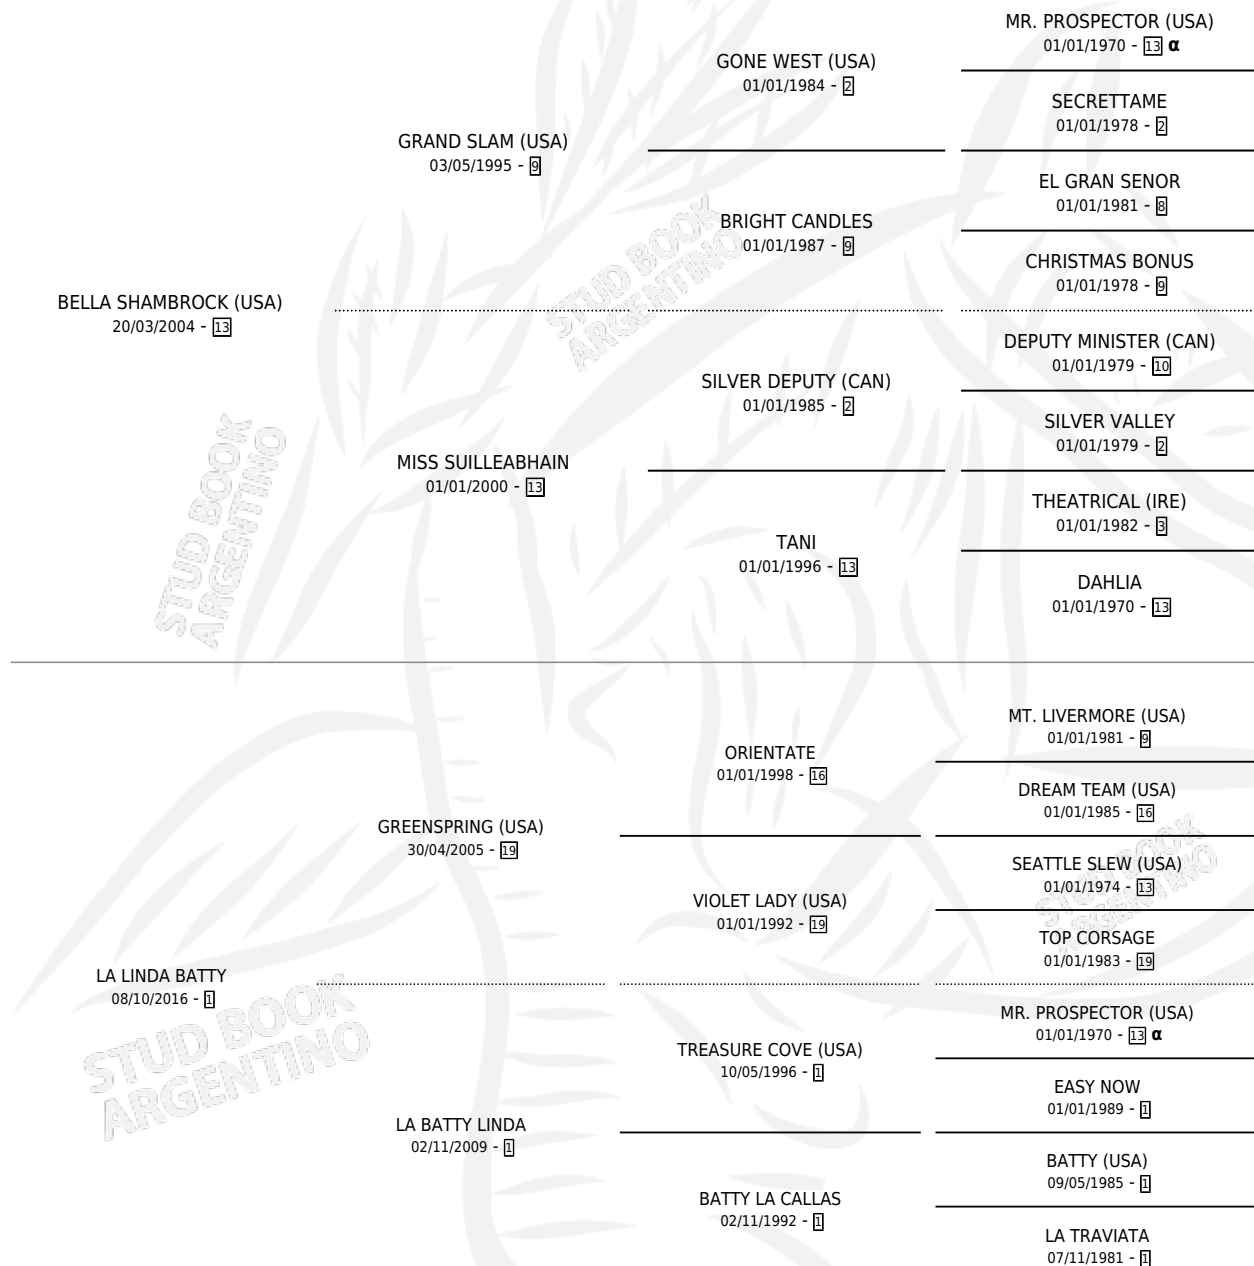 MR. PROSPECTOR (USA)
01/01/1970 - 13 α
GONE WEST (USA)
01/01/1984 - 2
SECRETTAME
01/01/1978 - 2
GRAND SLAM (USA)
03/05/1995 - 9
EL GRAN SENOR
01/01/1981 - 8
BRIGHT CANDLES
01/01/1987 - 9
CHRISTMAS BONUS
01/01/1978 - 9
BELLA SHAMBROCK (USA)
20/03/2004 - 13
DEPUTY MINISTER (CAN)
01/01/1979 - 10
SILVER DEPUTY (CAN)
01/01/1985 - 2
SILVER VALLEY
01/01/1979 - 2
MISS SUILLEABHAIN
01/01/2000 - 13
THEATRICAL (IRE)
01/01/1982 - 3
TANI
01/01/1996 - 13
DAHLIA
01/01/1970 - 13
STUD BOOK
ARGENTINO
STUD BOOK
ARGENTINO
MT. LIVERMORE (USA)
01/01/1981 - 9
ORIENTATE
01/01/1998 - 16
DREAM TEAM (USA)
01/01/1985 - 16
GREENSPRING (USA)
30/04/2005 - 19
SEATTLE SLEW (USA)
01/01/1974 - 13
VIOLET LADY (USA)
01/01/1992 - 19
TOP CORSAGE
01/01/1983 - 19
STUD BOOK
ARGENTINO
LA LINDA BATTY
08/10/2016 - 1
MR. PROSPECTOR (USA)
01/01/1970 - 13 α
TREASURE COVE (USA)
10/05/1996 - 1
EASY NOW
01/01/1989 - 1
LA BATTY LINDA
02/11/2009 - 1
BATTY (USA)
09/05/1985 - 1
BATTY LA CALLAS
02/11/1992 - 1
LA TRAVIATA
07/11/1981 - 1
STUD BOOK
ARGENTINO